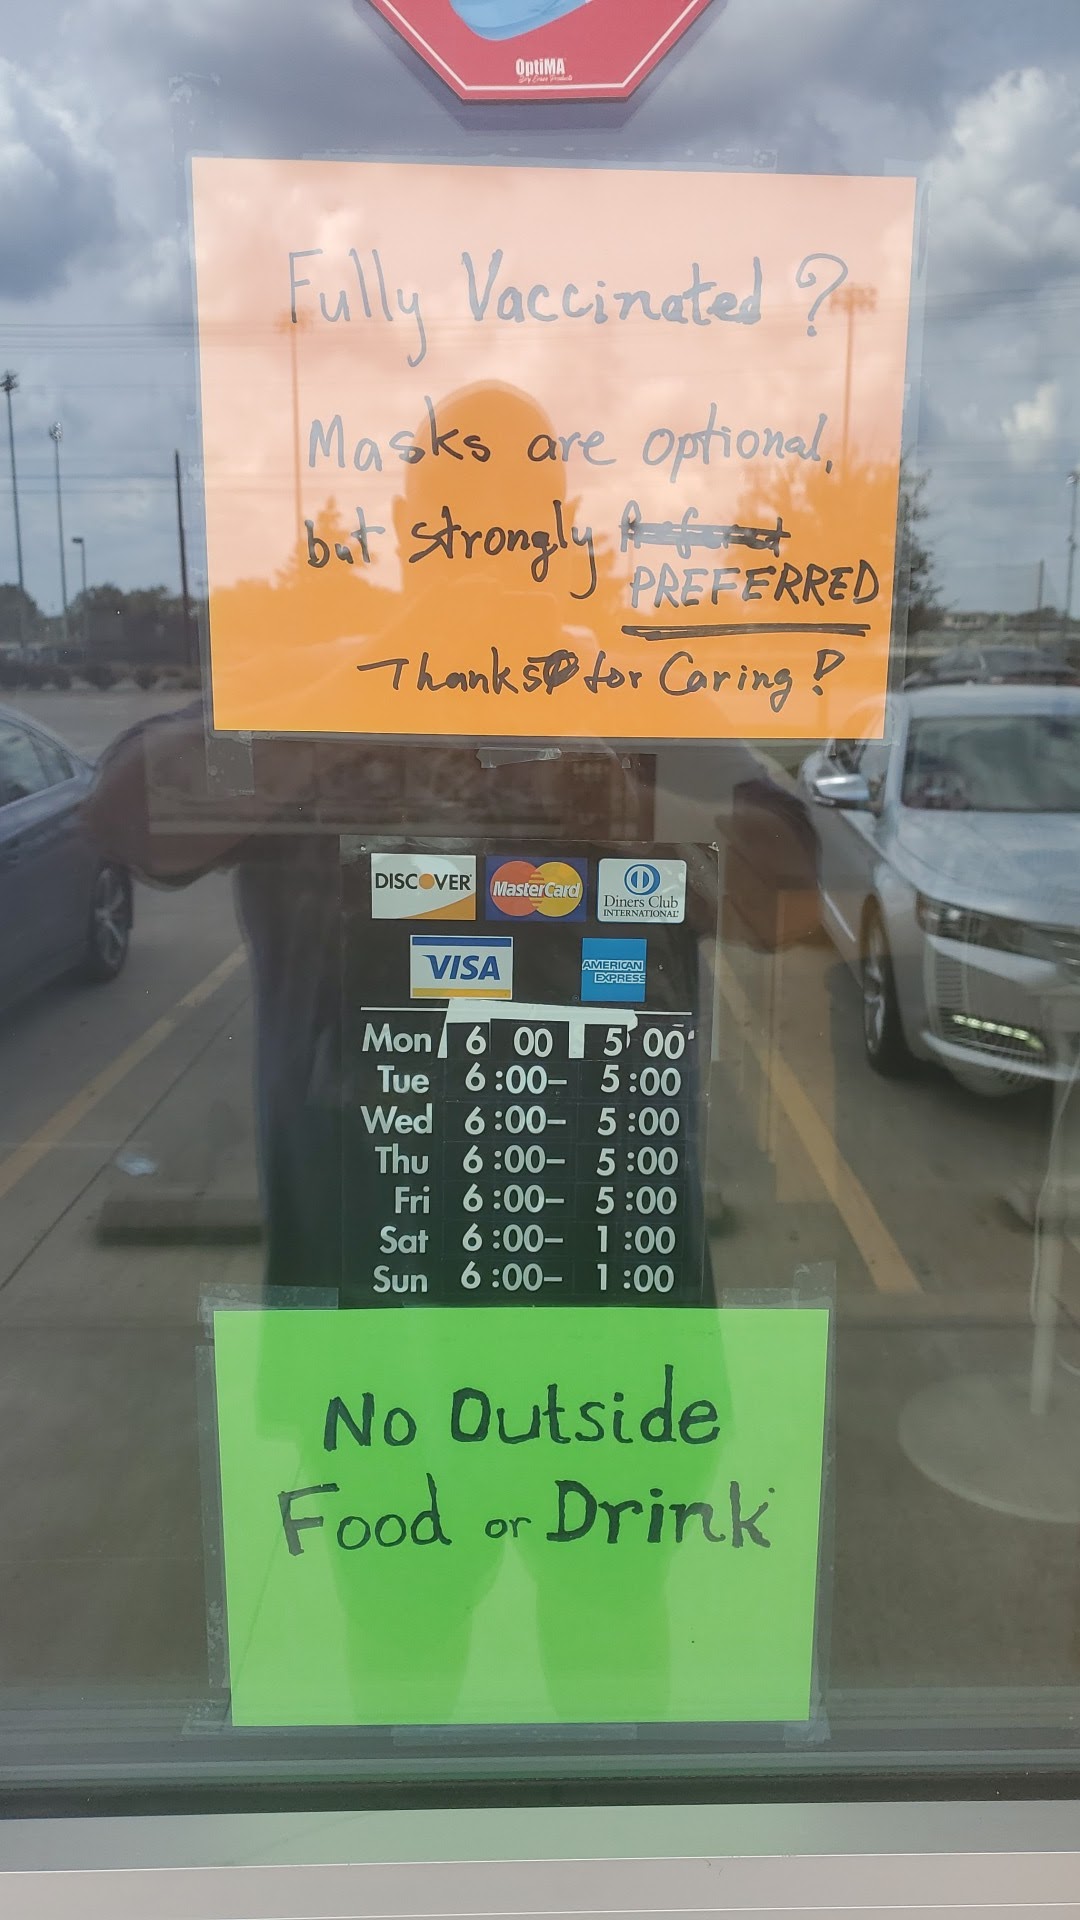 OptiMA
Dry Erase Products
Fully Vaccinated?
Masks are optional,
but strongly
PREFERRED
Thanks for Caring!
DISCOVER MasterCard Diners Club
INTERNATIONAL
VISA AMERICAN
EXPRESS
Mon 6 00 5 00
Tue 6:00– 5:00
Wed 6:00– 5:00
Thu 6:00– 5:00
Fri 6:00– 5:00
Sat 6:00– 1:00
Sun 6:00– 1:00
No Outside
Food or Drink